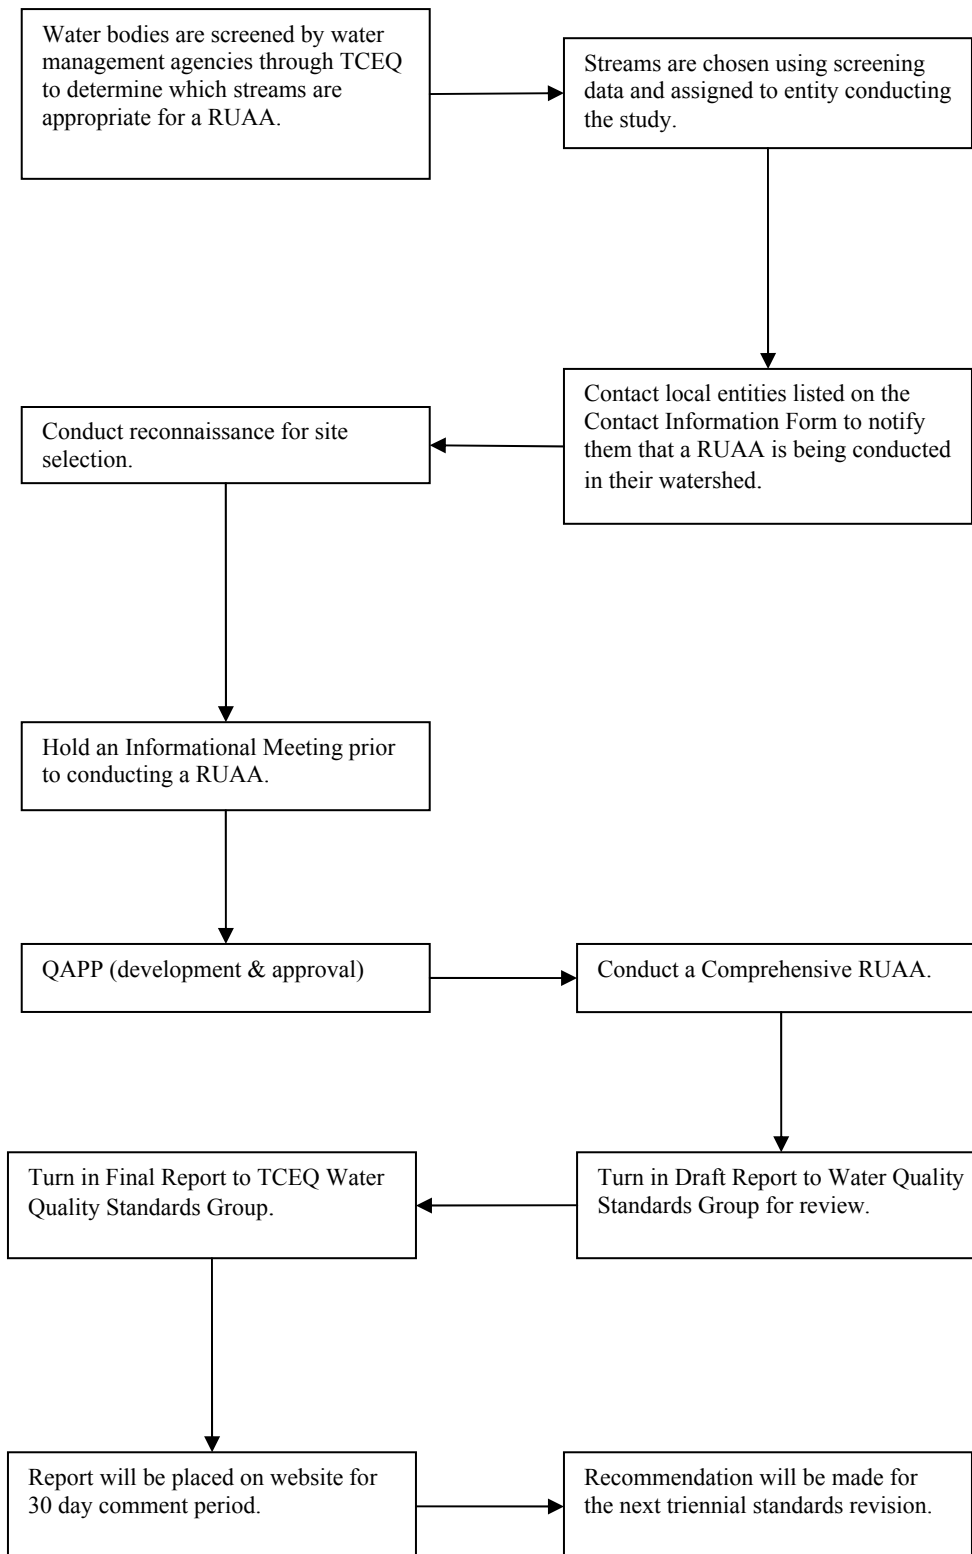 Water bodies are screened by water
management agencies through TCEQ
to determine which streams are
appropriate for a RUAA.
Streams are chosen using screening
data and assigned to entity conducting
the study.
Contact local entities listed on the
Contact Information Form to notify
them that a RUAA is being conducted
in their watershed.
Conduct reconnaissance for site
selection.
Hold an Informational Meeting prior
to conducting a RUAA.
QAPP (development & approval)
Conduct a Comprehensive RUAA.
Turn in Draft Report to Water Quality
Standards Group for review.
Turn in Final Report to TCEQ Water
Quality Standards Group.
Report will be placed on website for
30 day comment period.
Recommendation will be made for
the next triennial standards revision.